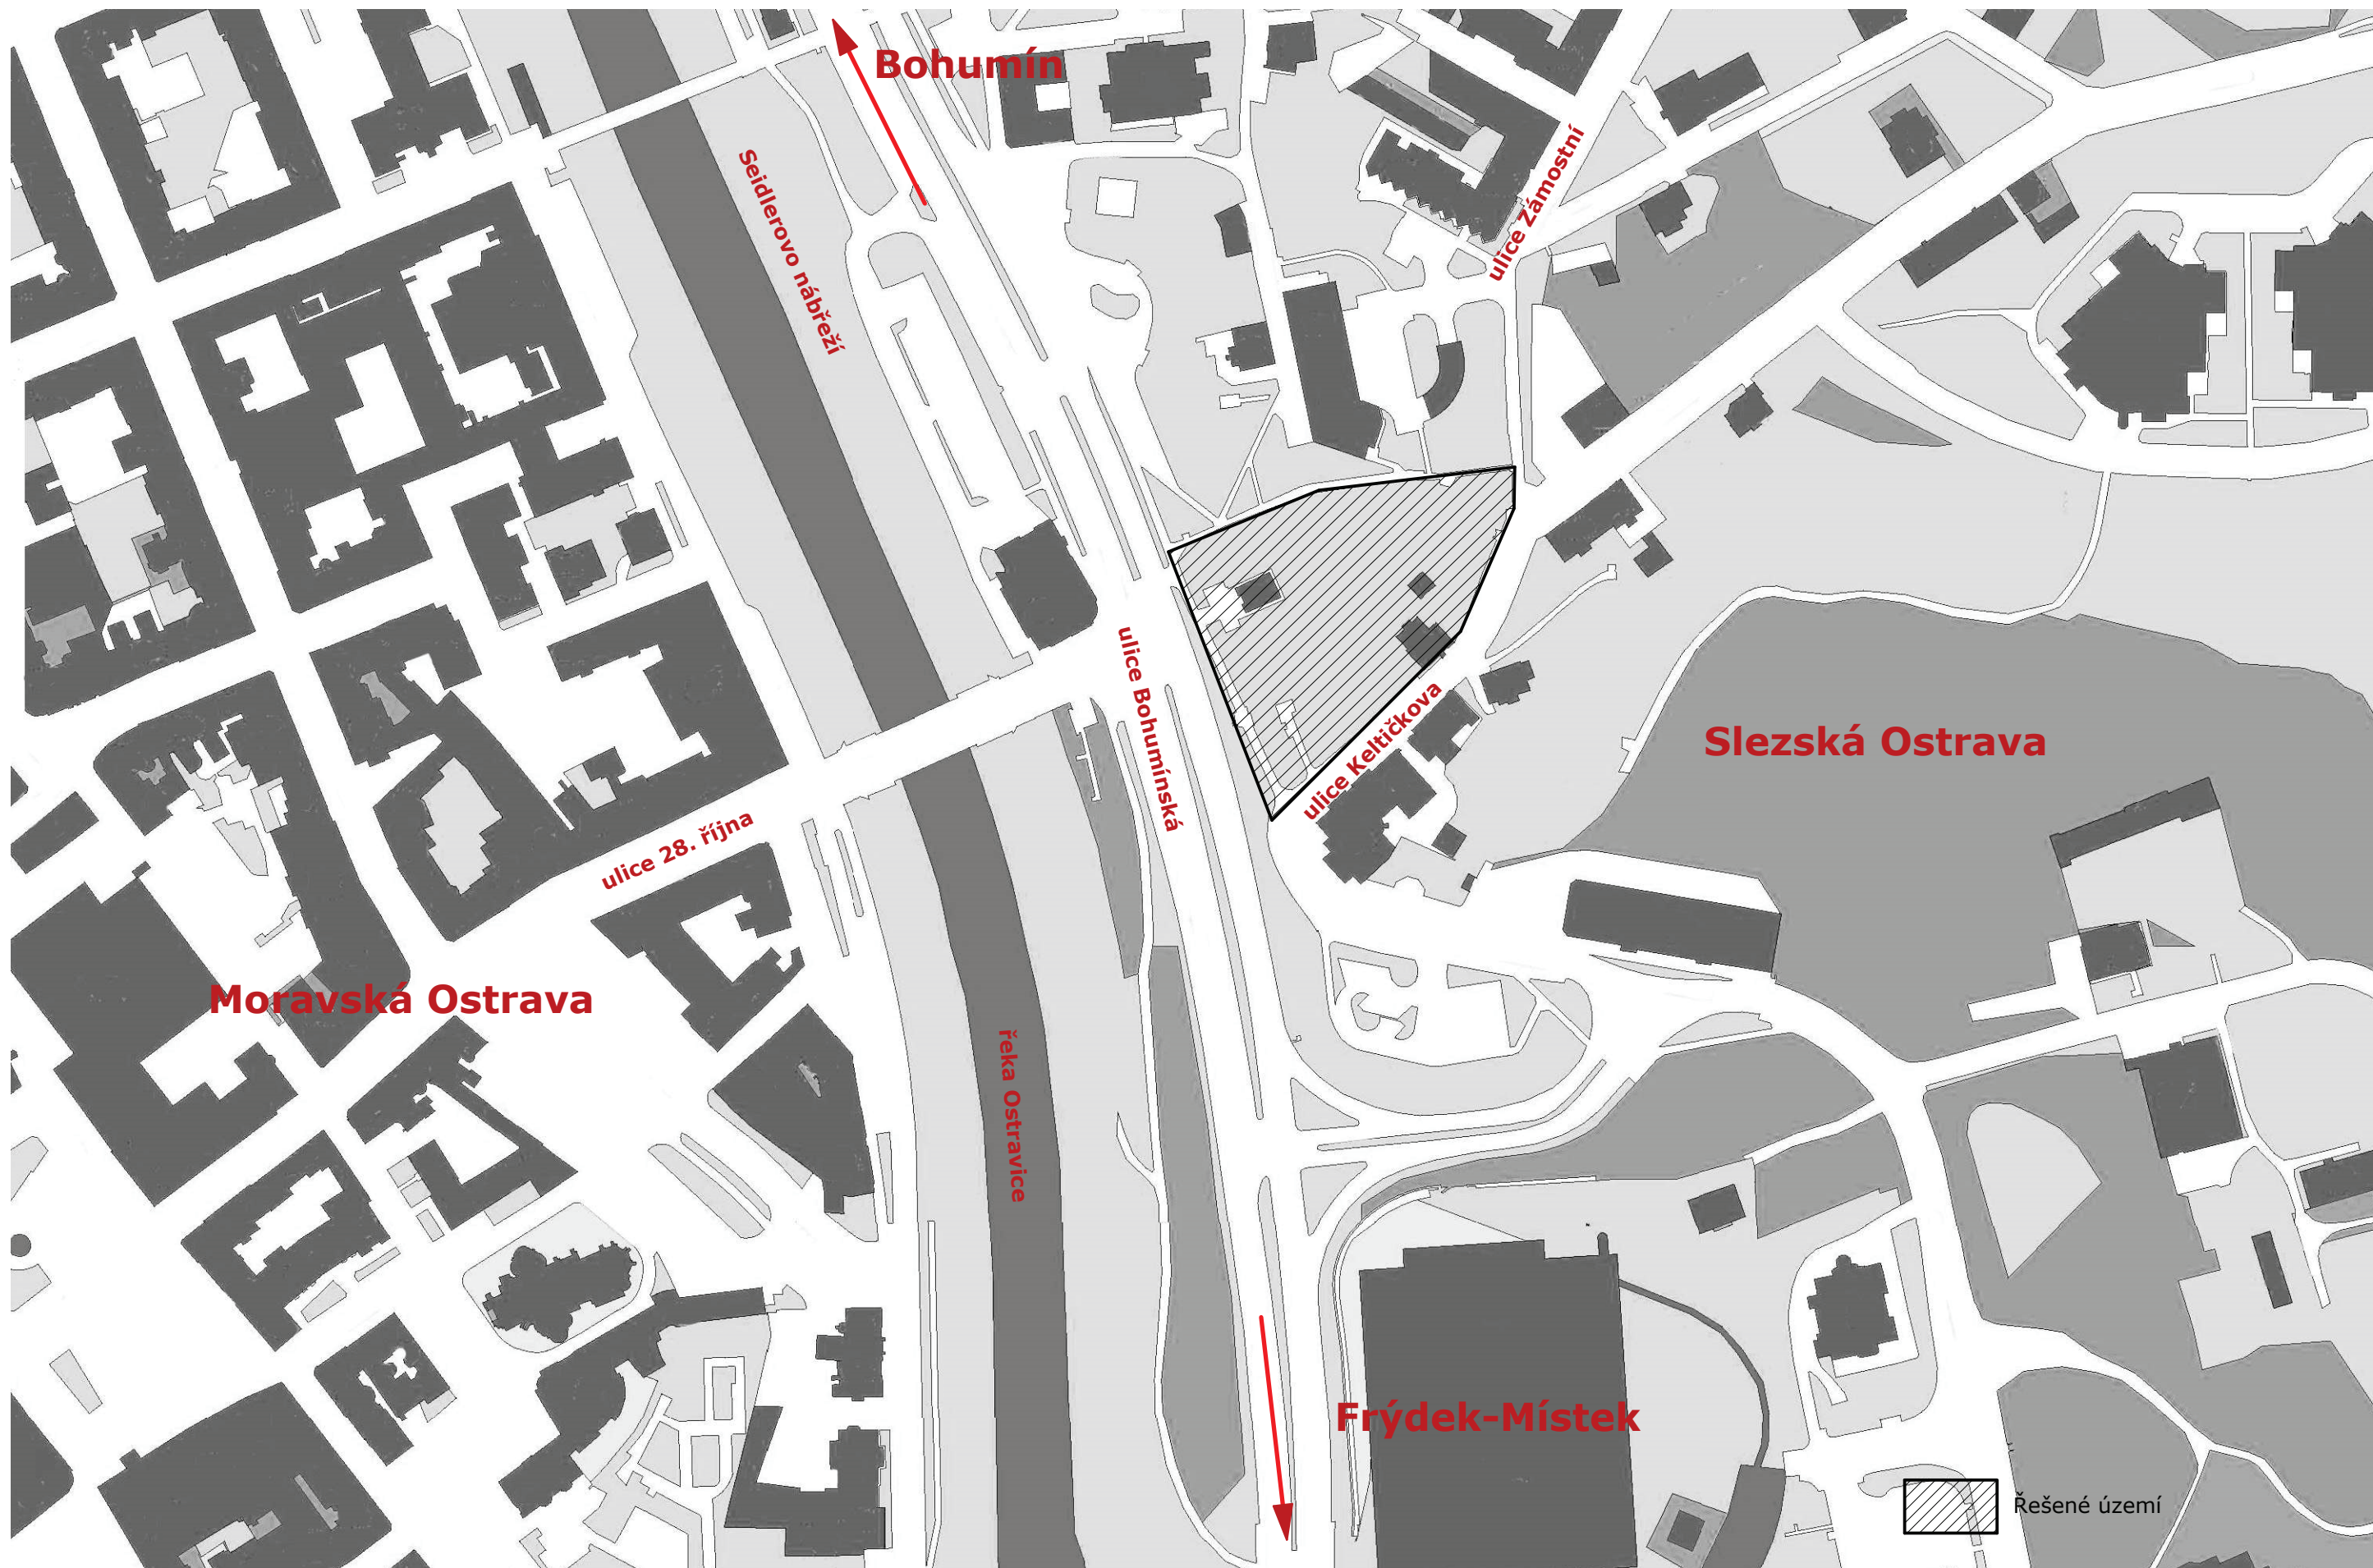 Bohumín
Seidlerovo nábřeží
ulice Zámostní
ulice Bohumínská
ulice Keltičkova
Slezská Ostrava
ulice 28. října
Moravská Ostrava
řeka Ostravice
Frýdek-Místek
Řešené území